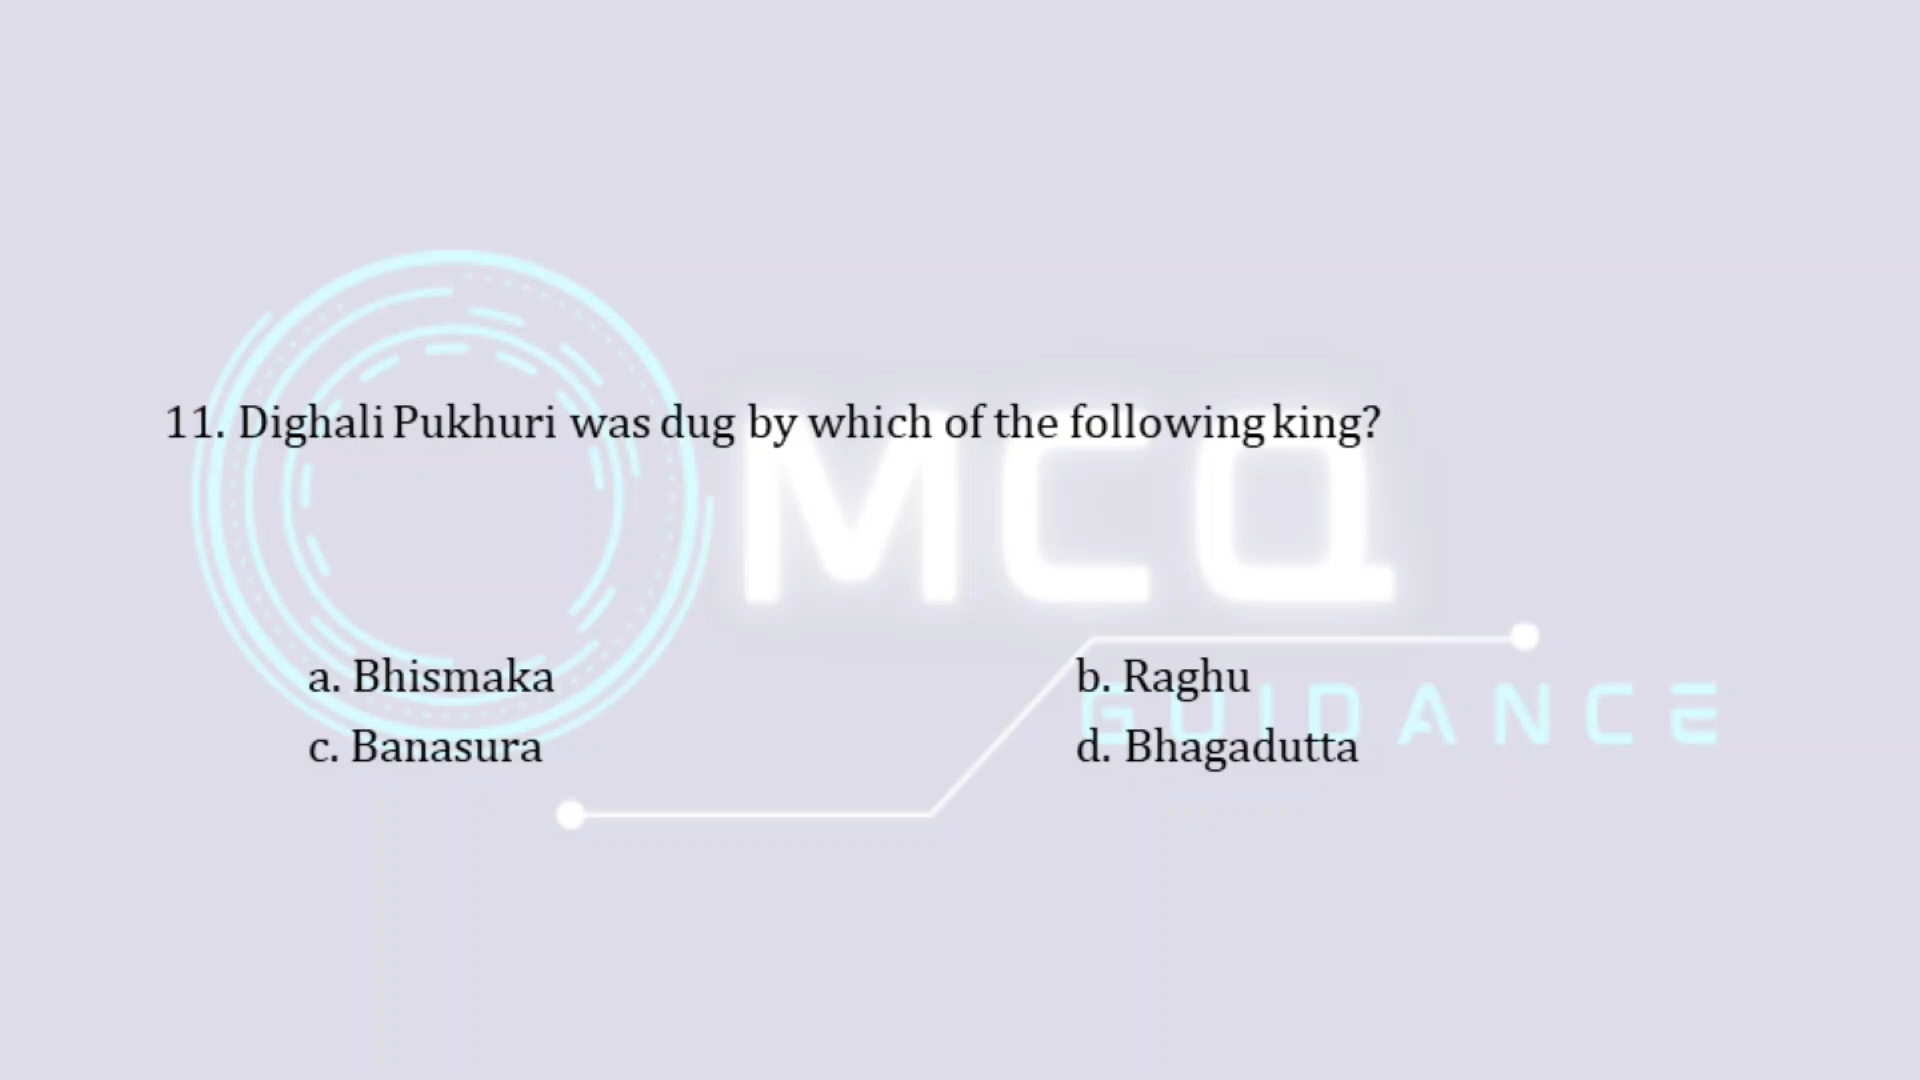 11. Dighali Pukhuri was dug by which of the following king?
MCQ
a. Bhismaka
b. Raghu
GUIDANCE
c. Banasura
d. Bhagadutta